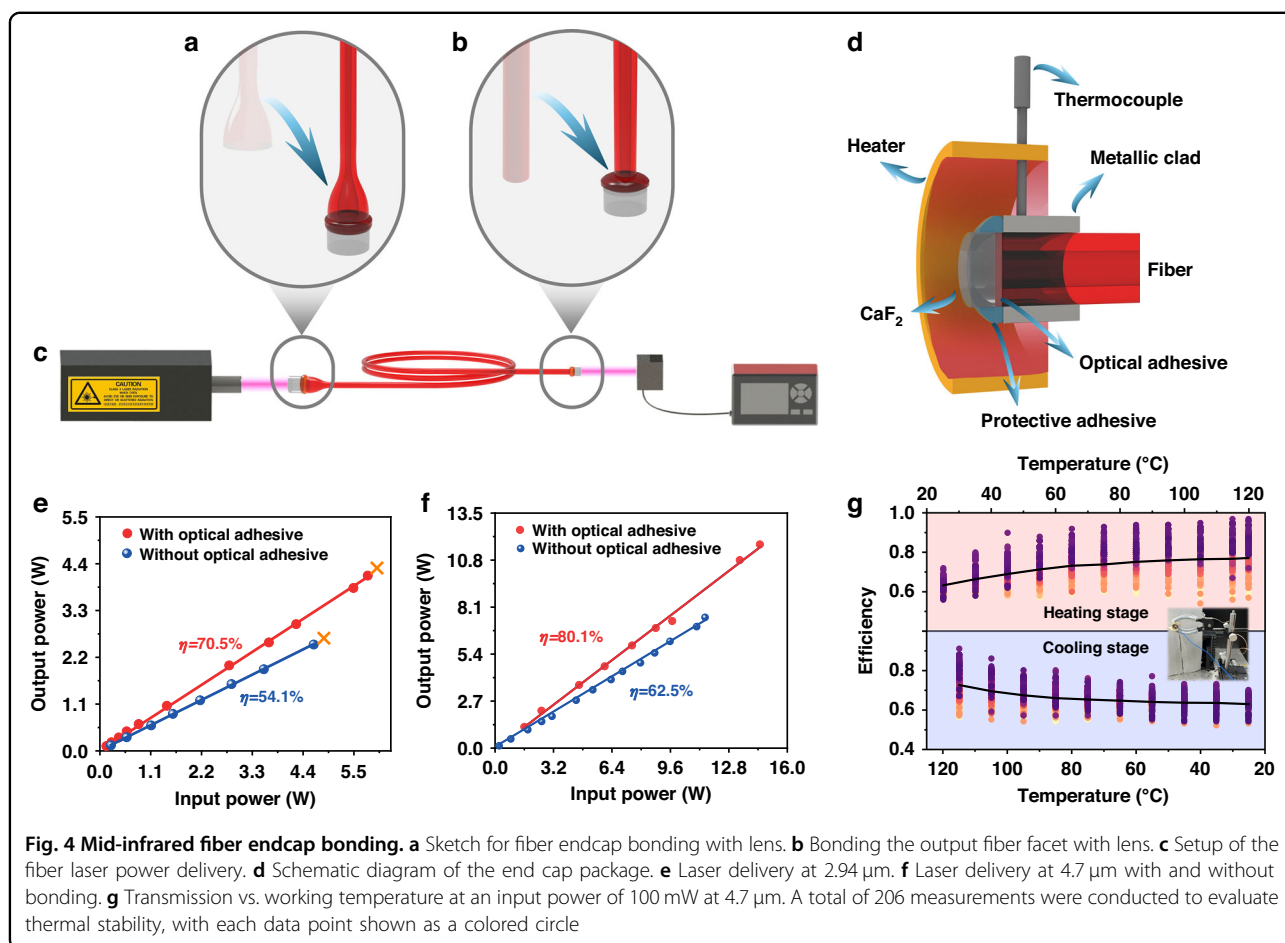 a
b
d
Thermocouple
Heater
Metallic clad
Fiber
CaF₂
Optical adhesive
Protective adhesive
c
CAUTION
e
5.5
4.4
3.3
2.2
1.1
0.0
Output power (W)
With optical adhesive
Without optical adhesive
η=70.5%
η=54.1%
0.0 1.1 2.2 3.3 4.4 5.5
Input power (W)
f
13.5
10.8
8.1
5.4
2.7
0.0
Output power (W)
With optical adhesive
Without optical adhesive
η=80.1%
η=62.5%
0.0 3.2 6.4 9.6 12.8 16.0
Input power (W)
g
Temperature (°C)
20 40 60 80 100 120
1.0
0.8
0.6
Heating stage
Cooling stage
0.8
0.6
0.4
Efficiency
120 100 80 60 40 20
Temperature (°C)
Fig. 4 Mid-infrared fiber endcap bonding. a Sketch for fiber endcap bonding with lens. b Bonding the output fiber facet with lens. c Setup of the
fiber laser power delivery. d Schematic diagram of the end cap package. e Laser delivery at 2.94 μm. f Laser delivery at 4.7 μm with and without
bonding. g Transmission vs. working temperature at an input power of 100 mW at 4.7 μm. A total of 206 measurements were conducted to evaluate
thermal stability, with each data point shown as a colored circle